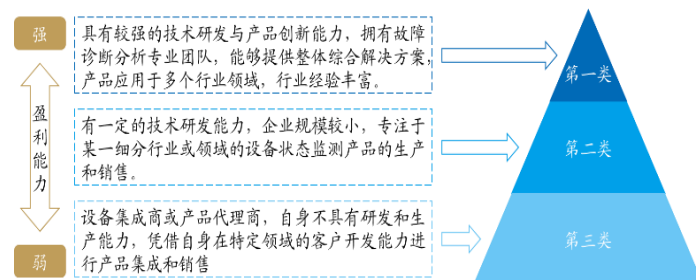 强
具有较强的技术研发与产品创新能力，拥有故障
诊断分析专业团队，能够提供整体综合解决方案，
产品应用于多个行业领域，行业经验丰富。
第一类
盈利能力
有一定的技术研发能力，企业规模较小，专注于
某一细分行业或领域的设备状态监测产品的生产
和销售。
第二类
设备集成商或产品代理商，自身不具有研发和生
产能力，凭借自身在特定领域的客户开发能力进
行产品集成和销售
第三类
弱